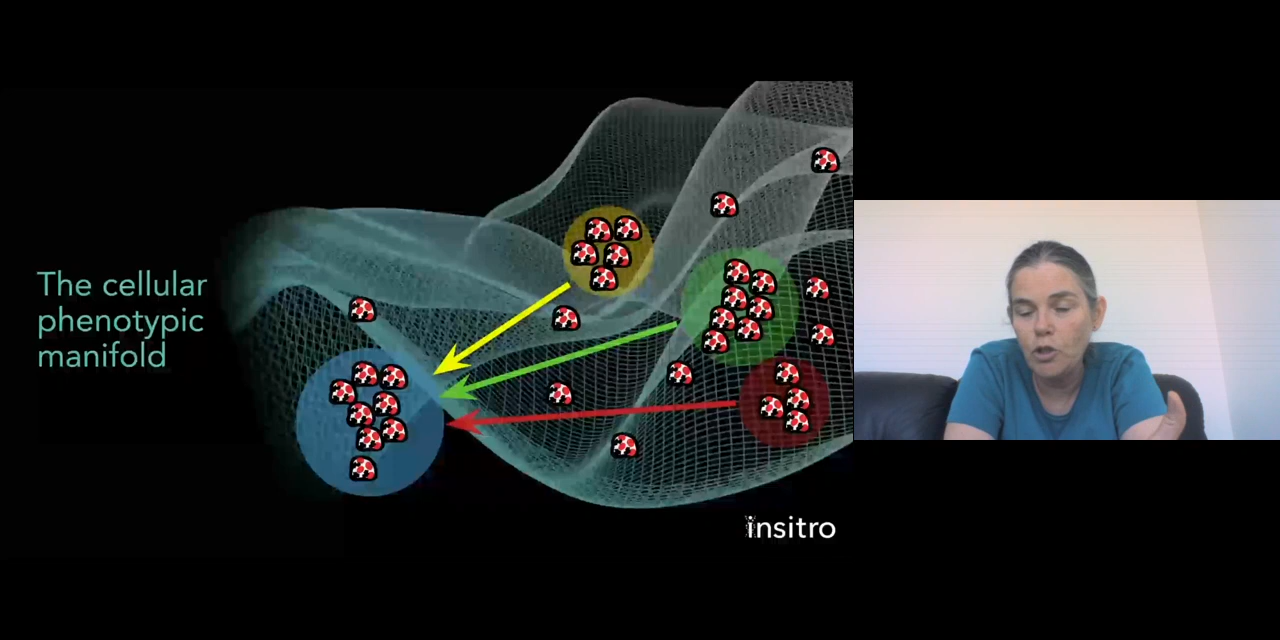 The cellular
phenotypic
manifold
insitro